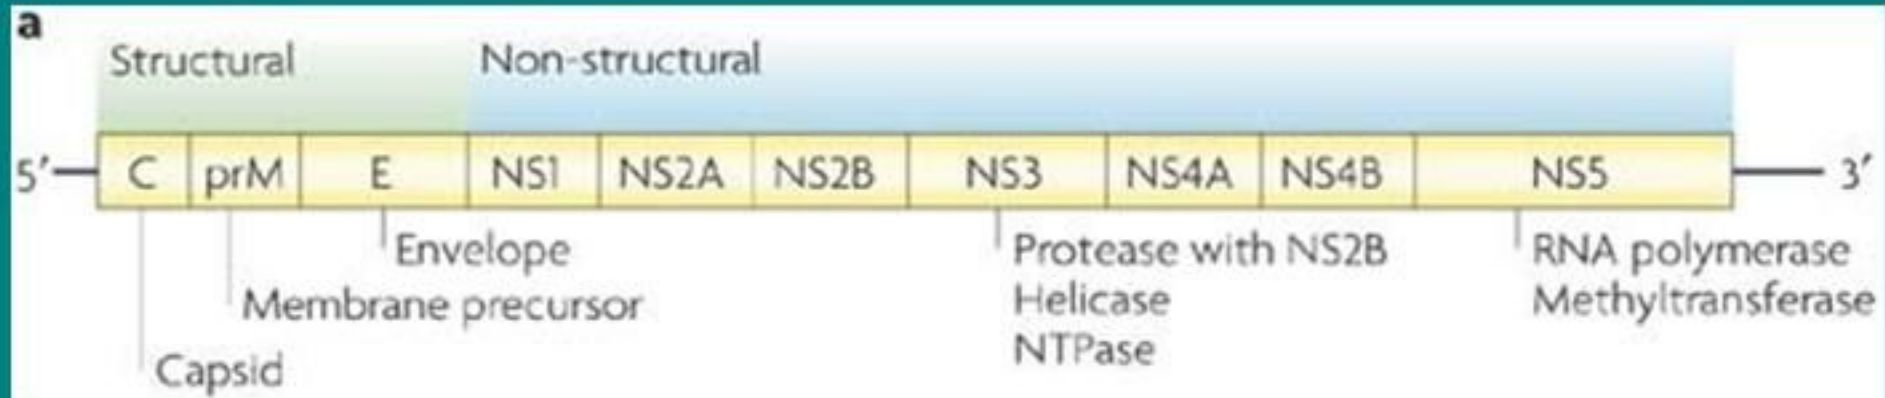 a
Structural Non-structural
5′ C prM E NS1 NS2A NS2B NS3 NS4A NS4B NS5 3′
Envelope
Membrane precursor
Capsid
Protease with NS2B
Helicase
NTPase
RNA polymerase
Methyltransferase